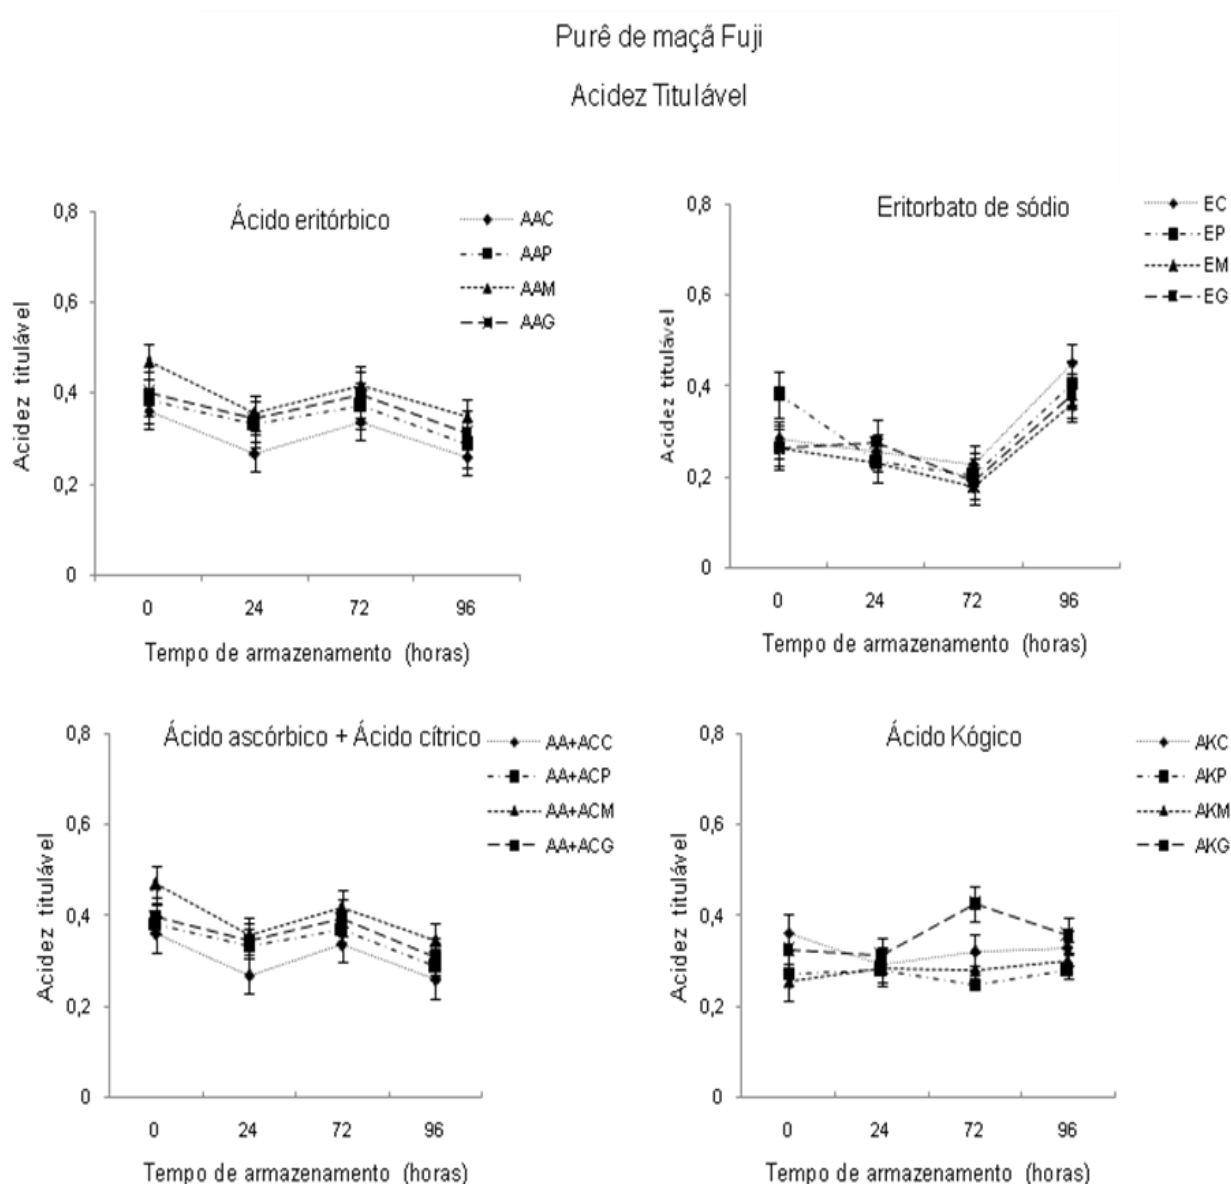 Purê de maçã Fuji
Acidez Titulável
Ácido eritórbico
AAC
AAP
AAM
AAG
Acidez titulável
0,8
0,6
0,4
0,2
0
0 24 72 96
Tempo de armazenamento (horas)
Eritorbato de sódio
EC
EP
EM
EG
Acidez titulável
0,8
0,6
0,4
0,2
0
0 24 72 96
Tempo de armazenamento (horas)
Ácido ascórbico + Ácido cítrico
AA+ACC
AA+ACP
AA+ACM
AA+ACG
Acidez titulável
0,8
0,6
0,4
0,2
0
0 24 72 96
Tempo de armazenamento (horas)
Ácido Kógico
AKC
AKP
AKM
AKG
Acidez titulável
0,8
0,6
0,4
0,2
0
0 24 72 96
Tempo de armazenamento (horas)